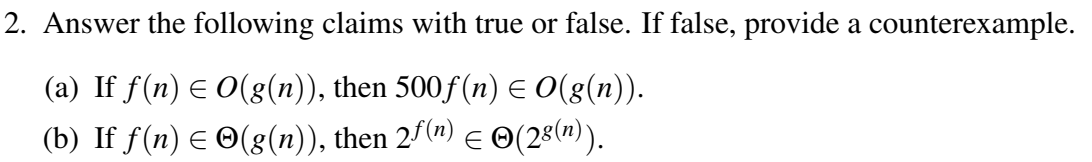 2. Answer the following claims with true or false. If false, provide a counterexample.
(a) If f(n) ∈ O(g(n)), then 500f(n) ∈ O(g(n)).
(b) If f(n) ∈ Θ(g(n)), then 2^{f(n)} ∈ Θ(2^{g(n)}).